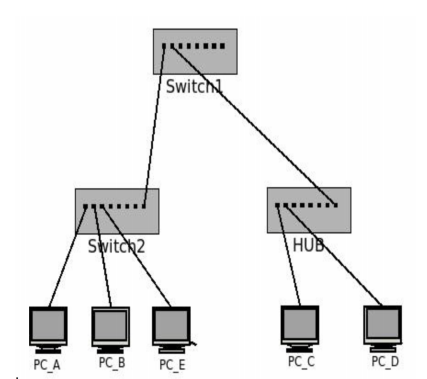 Switch1
Switch2
HUB
PC_A
PC_B
PC_E
PC_C
PC_D